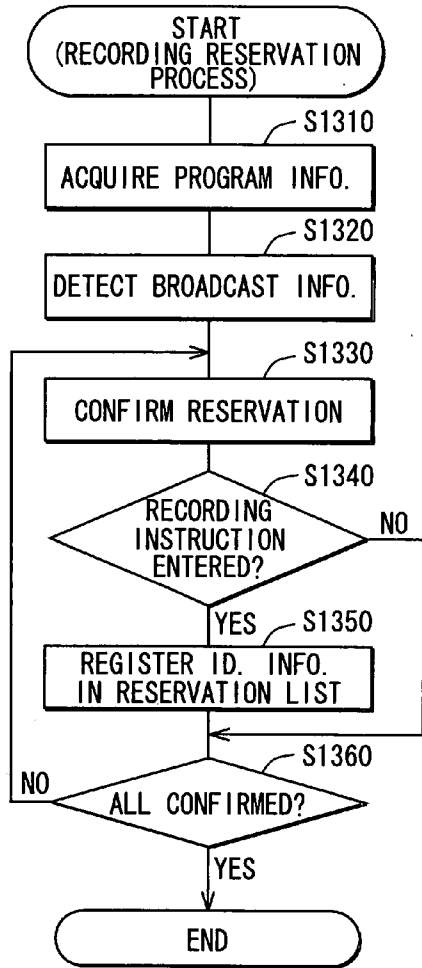 START
(RECORDING RESERVATION
PROCESS)
S1310
ACQUIRE PROGRAM INFO.
S1320
DETECT BROADCAST INFO.
S1330
CONFIRM RESERVATION
S1340
RECORDING
INSTRUCTION
ENTERED?
NO
YES
S1350
REGISTER ID. INFO.
IN RESERVATION LIST
S1360
NO
ALL CONFIRMED?
YES
END